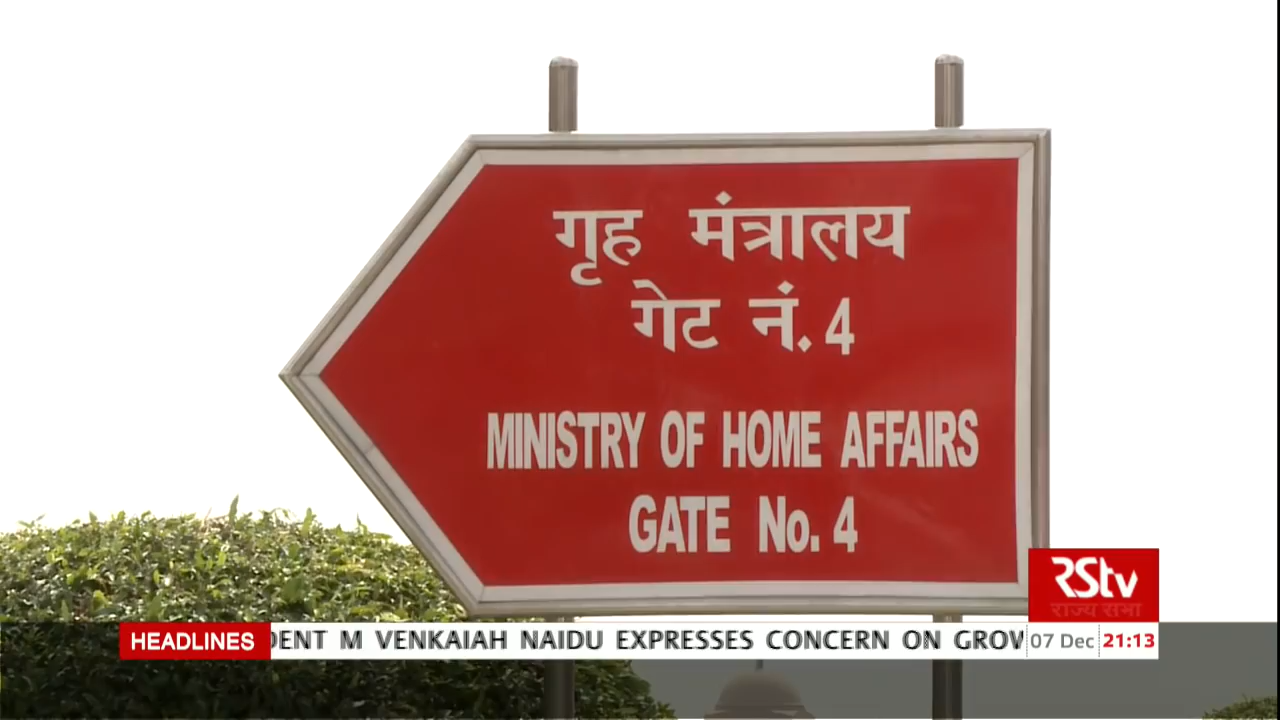 गृह मंत्रालय
गेट नं. 4
MINISTRY OF HOME AFFAIRS
GATE No. 4
RStv
राज्य सभा
HEADLINES
DENT M VENKAIAH NAIDU EXPRESSES CONCERN ON GROW
07 Dec 21:13